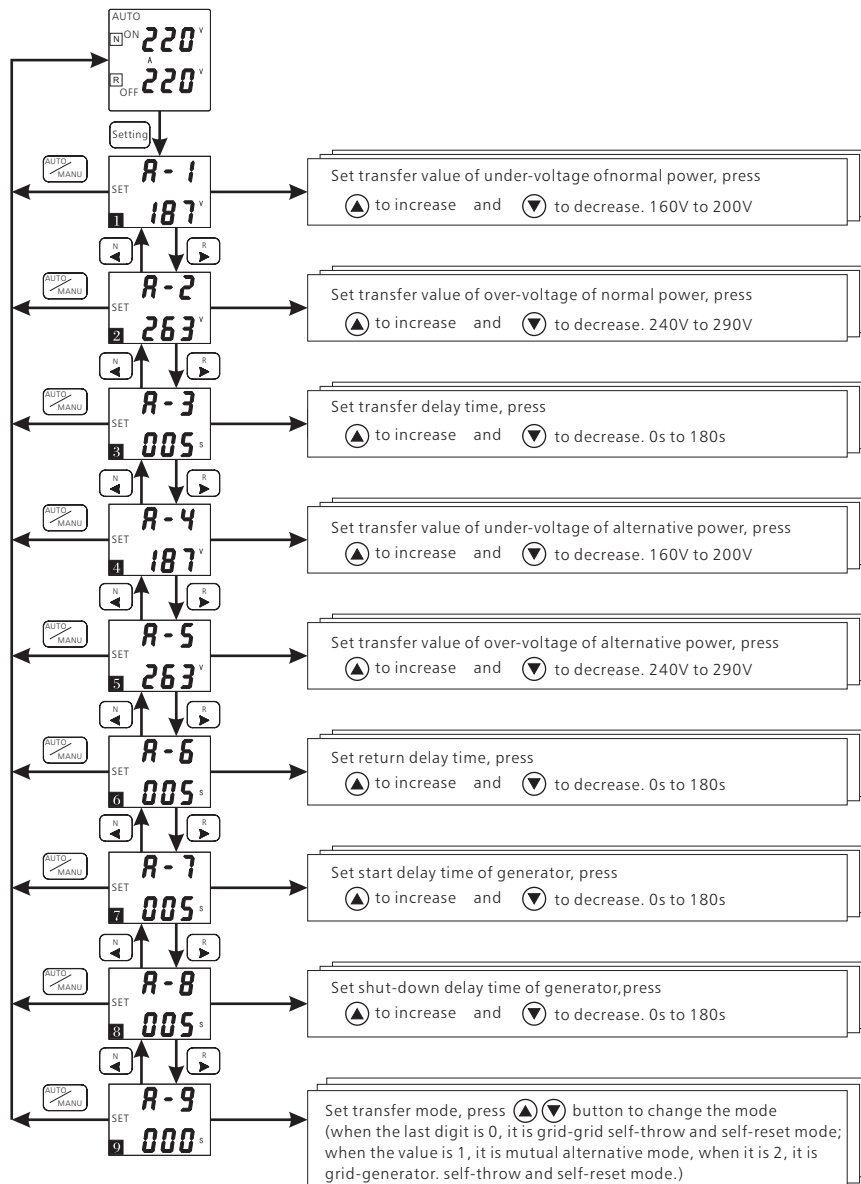 AUTO
N ON 220 V
A
R OFF 220 V
Setting
AUTO/MANU
A-1
SET
1 187 V
Set transfer value of under-voltage ofnormal power, press
▲ to increase and ▼ to decrease. 160V to 200V
N ◀ R ▶
AUTO/MANU
A-2
SET
2 263 V
Set transfer value of over-voltage of normal power, press
▲ to increase and ▼ to decrease. 240V to 290V
N ◀ R ▶
AUTO/MANU
A-3
SET
3 005 s
Set transfer delay time, press
▲ to increase and ▼ to decrease. 0s to 180s
N ◀ R ▶
AUTO/MANU
A-4
SET
4 187 V
Set transfer value of under-voltage of alternative power, press
▲ to increase and ▼ to decrease. 160V to 200V
N ◀ R ▶
AUTO/MANU
A-5
SET
5 263 V
Set transfer value of over-voltage of alternative power, press
▲ to increase and ▼ to decrease. 240V to 290V
N ◀ R ▶
AUTO/MANU
A-6
SET
6 005 s
Set return delay time, press
▲ to increase and ▼ to decrease. 0s to 180s
N ◀ R ▶
AUTO/MANU
A-7
SET
7 005 s
Set start delay time of generator, press
▲ to increase and ▼ to decrease. 0s to 180s
N ◀ R ▶
AUTO/MANU
A-8
SET
8 005 s
Set shut-down delay time of generator,press
▲ to increase and ▼ to decrease. 0s to 180s
N ◀ R ▶
AUTO/MANU
A-9
SET
9 000 s
Set transfer mode, press ▲▼ button to change the mode
(when the last digit is 0, it is grid-grid self-throw and self-reset mode;
when the value is 1, it is mutual alternative mode, when it is 2, it is
grid-generator. self-throw and self-reset mode.)